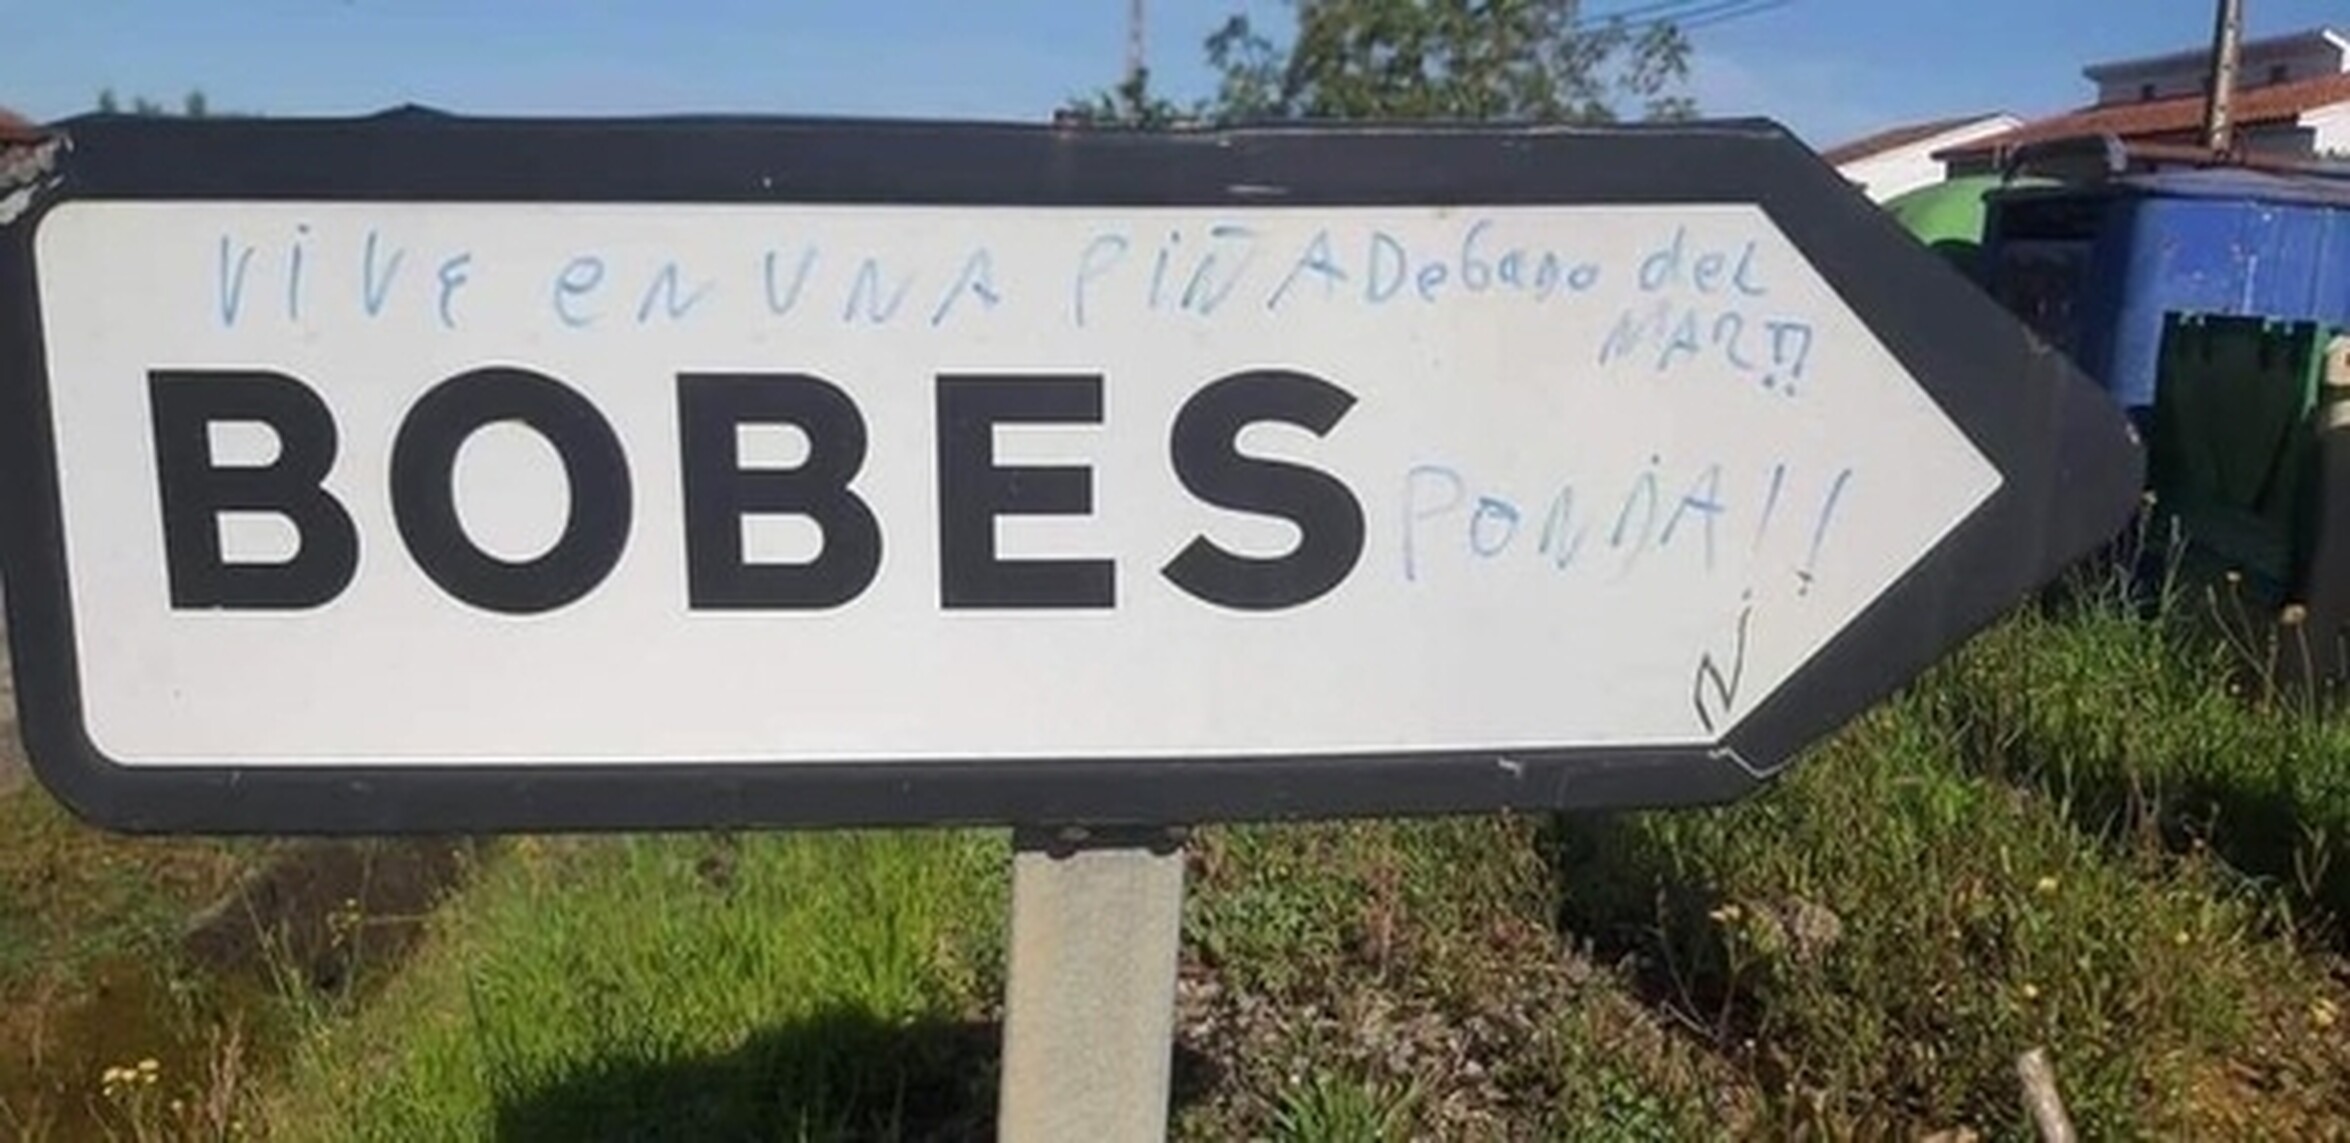 ViVE eN UNA PiÑA DeBaJo deL
MAR!!
BOBES PONJA!!